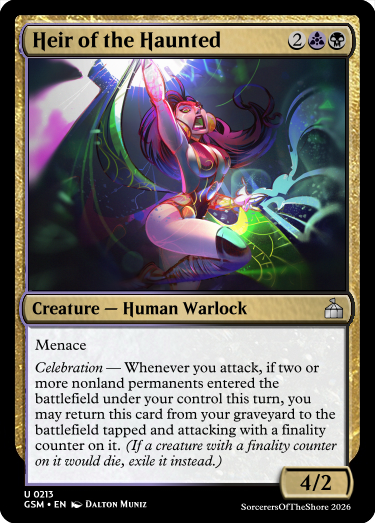 Heir of the Haunted 2
Creature — Human Warlock
Menace
Celebration — Whenever you attack, if two or
more nonland permanents entered the
battlefield under your control this turn, you
may return this card from your graveyard to the
battlefield tapped and attacking with a finality
counter on it. (If a creature with a finality counter
on it would die, exile it instead.)
4/2
U 0213
GSM • EN DALTON MUNIZ
SorcerersOfTheShore 2026